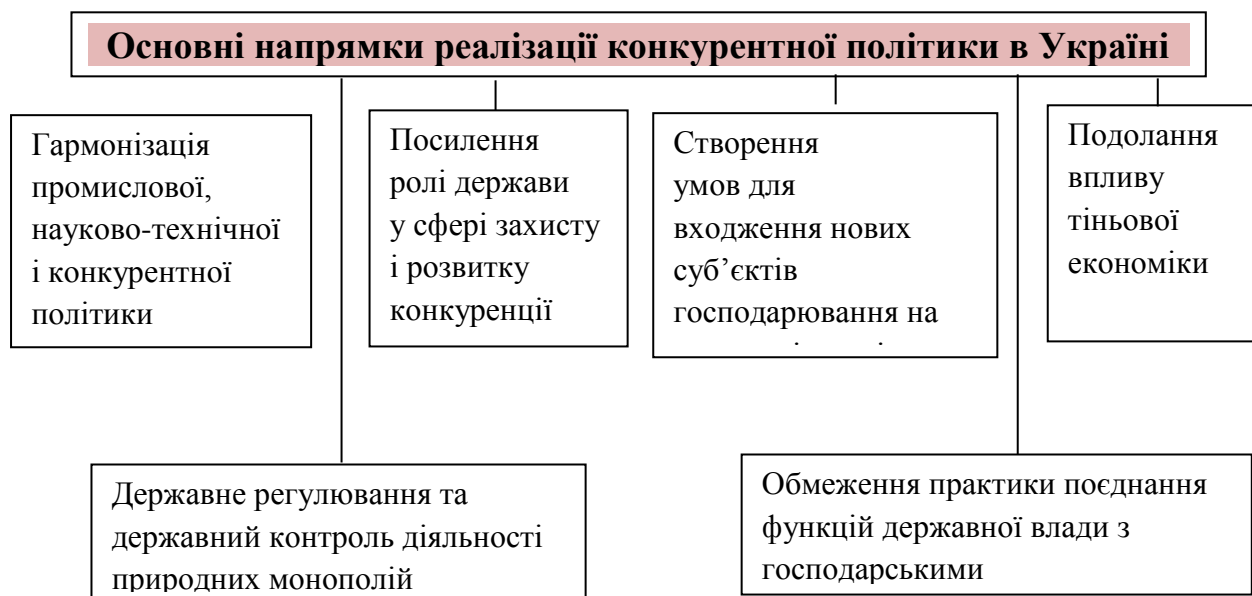 Основні напрямки реалізації конкурентної політики в Україні
Гармонізація
промислової,
науково-технічної
і конкурентної
політики
Посилення
ролі держави
у сфері захисту
і розвитку
конкуренції
Створення
умов для
входження нових
суб’єктів
господарювання на
Подолання
впливу
тіньової
економіки
Державне регулювання та
державний контроль діяльності
природних монополій
Обмеження практики поєднання
функцій державної влади з
господарськими